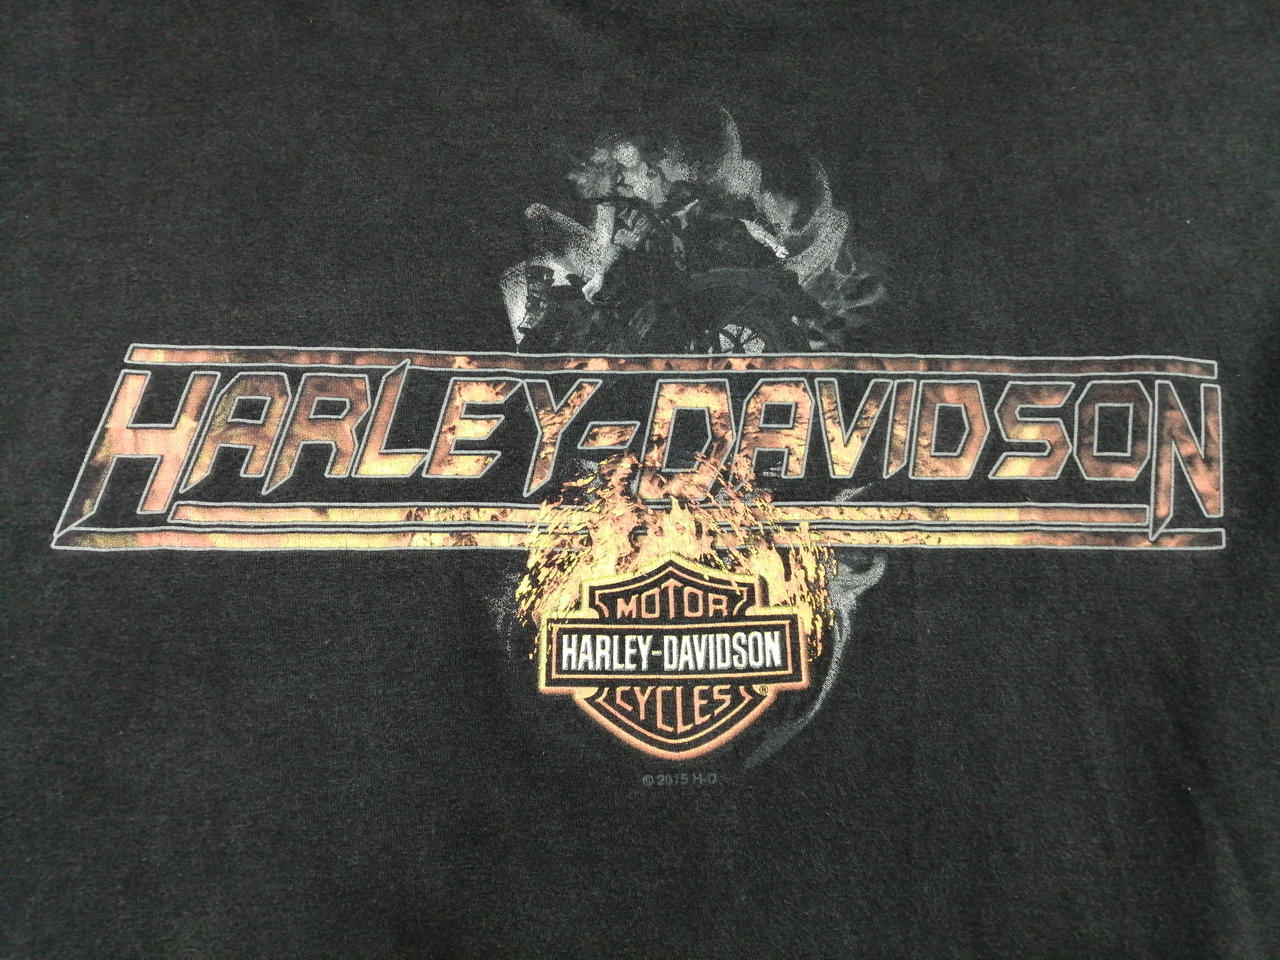 HARLEY-DAVIDSON
MOTOR
HARLEY-DAVIDSON
CYCLES ®
© 2015 H-D